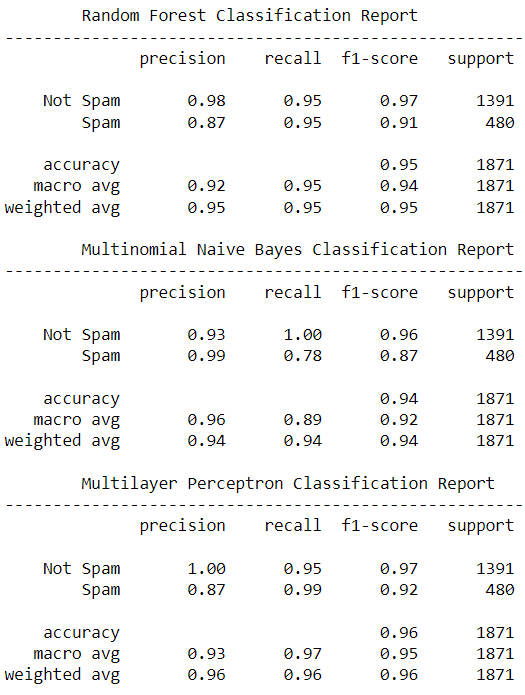 Random Forest Classification Report
------------------------------------------------------
precision recall f1-score support
Not Spam 0.98 0.95 0.97 1391
Spam 0.87 0.95 0.91 480
accuracy 0.95 1871
macro avg 0.92 0.95 0.94 1871
weighted avg 0.95 0.95 0.95 1871
Multinomial Naive Bayes Classification Report
------------------------------------------------------
precision recall f1-score support
Not Spam 0.93 1.00 0.96 1391
Spam 0.99 0.78 0.87 480
accuracy 0.94 1871
macro avg 0.96 0.89 0.92 1871
weighted avg 0.94 0.94 0.94 1871
Multilayer Perceptron Classification Report
------------------------------------------------------
precision recall f1-score support
Not Spam 1.00 0.95 0.97 1391
Spam 0.87 0.99 0.92 480
accuracy 0.96 1871
macro avg 0.93 0.97 0.95 1871
weighted avg 0.96 0.96 0.96 1871